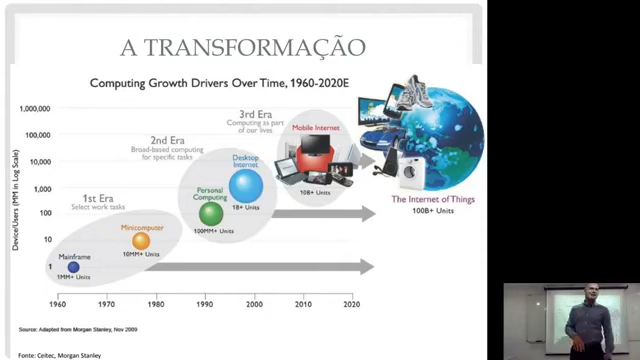 A TRANSFORMAÇÃO
Computing Growth Drivers Over Time, 1960-2020E
Device/Users (MM in Log Scale)
1,000,000
100,000
10,000
1,000
100
10
1
1st Era
Select work tasks
2nd Era
Broad-based computing
for specific tasks
3rd Era
Computing as part
of our lives
Mainframe
1MM+ Units
Minicomputer
10MM+ Units
Personal
Computing
100MM+ Units
Desktop
Internet
1B+ Units
Mobile Internet
10B+ Units
The Internet of Things
100B+ Units
1960
1970
1980
1990
2000
2010
2020
Source: Adapted from Morgan Stanley, Nov 2009
Fonte: Ceitec, Morgan Stanley